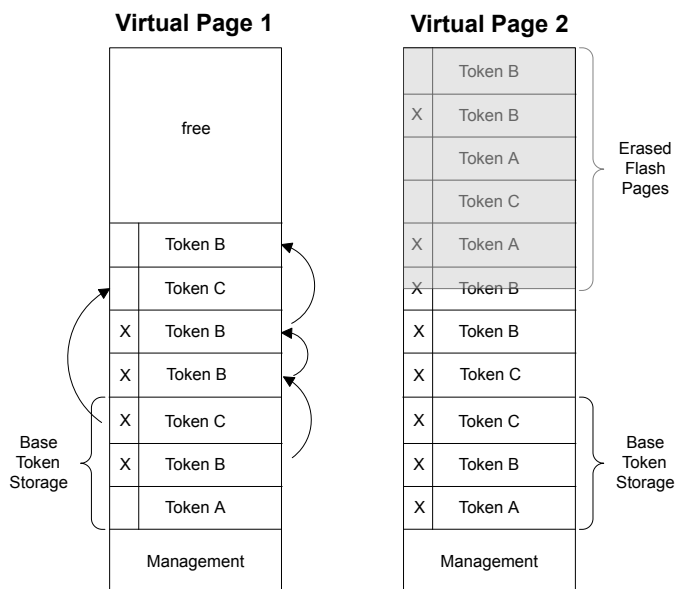 Virtual Page 1
free
Token B
Token C
X Token B
X Token B
X Token C
X Token B
Token A
Management
Base
Token
Storage
Virtual Page 2
Token B
X Token B
Token A
Token C
X Token A
X Token B
X Token B
X Token C
X Token C
X Token B
X Token A
Management
Erased
Flash
Pages
Base
Token
Storage